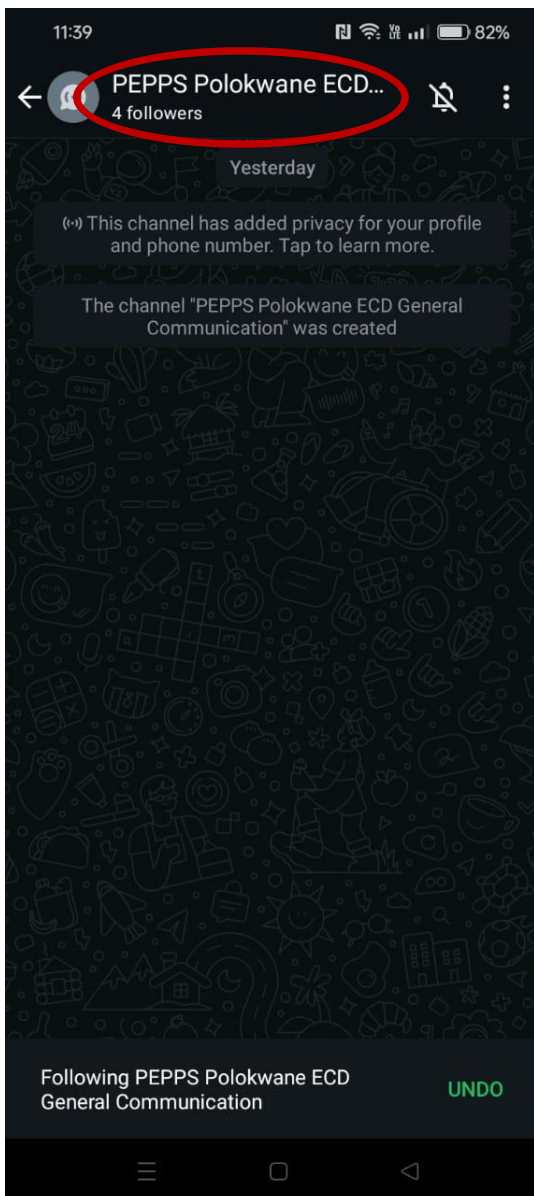 11:39
82%
PEPPS Polokwane ECD...
4 followers
Yesterday
This channel has added privacy for your profile
and phone number. Tap to learn more.
The channel "PEPPS Polokwane ECD General
Communication" was created
Following PEPPS Polokwane ECD
General Communication
UNDO